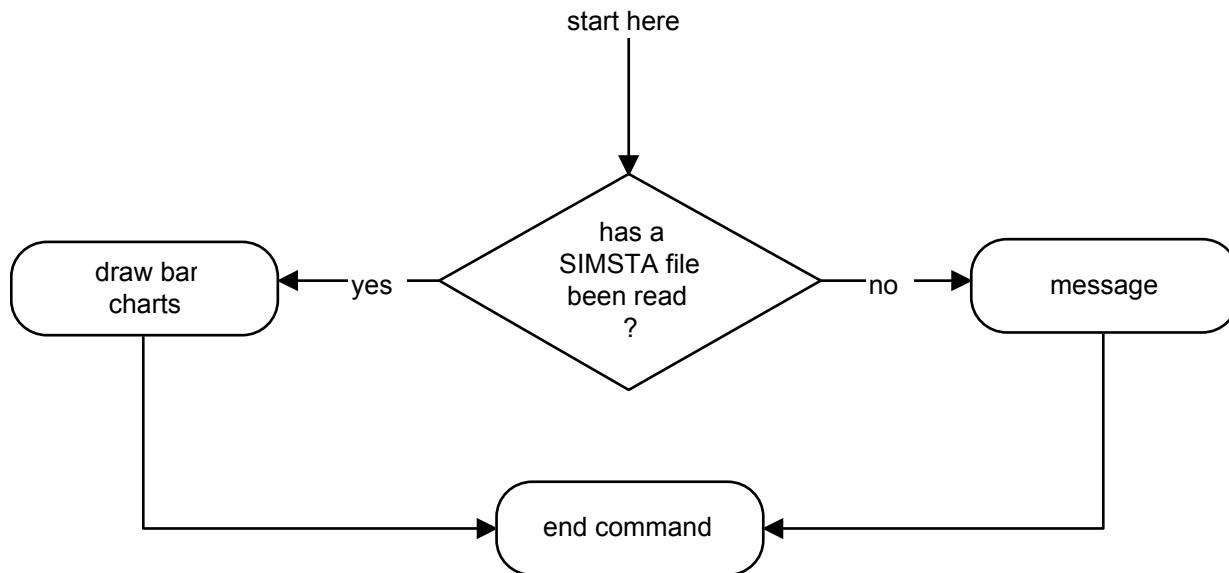 start here
has a
SIMSTA file
been read
?
draw bar
charts
yes
no
message
end command